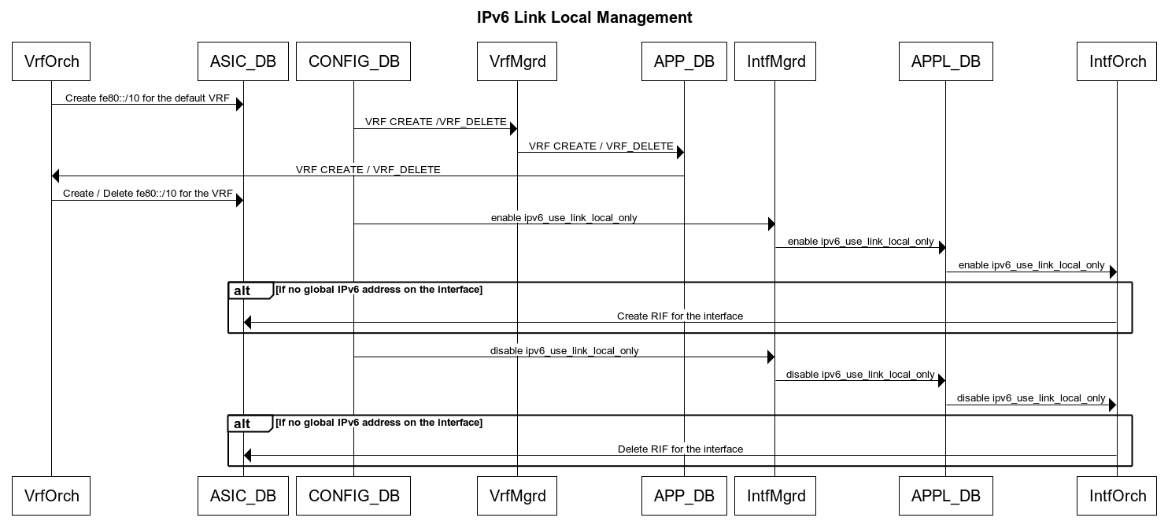 IPv6 Link Local Management
VrfOrch
ASIC_DB
CONFIG_DB
VrfMgrd
APP_DB
IntfMgrd
APPL_DB
IntfOrch
Create fe80::/10 for the default VRF
VRF CREATE /VRF_DELETE
VRF CREATE / VRF_DELETE
VRF CREATE / VRF_DELETE
Create / Delete fe80::/10 for the VRF
enable ipv6_use_link_local_only
enable ipv6_use_link_local_only
enable ipv6_use_link_local_only
alt [If no global IPv6 address on the interface]
Create RIF for the interface
disable ipv6_use_link_local_only
disable ipv6_use_link_local_only
disable ipv6_use_link_local_only
alt [If no global IPv6 address on the interface]
Delete RIF for the interface
VrfOrch
ASIC_DB
CONFIG_DB
VrfMgrd
APP_DB
IntfMgrd
APPL_DB
IntfOrch